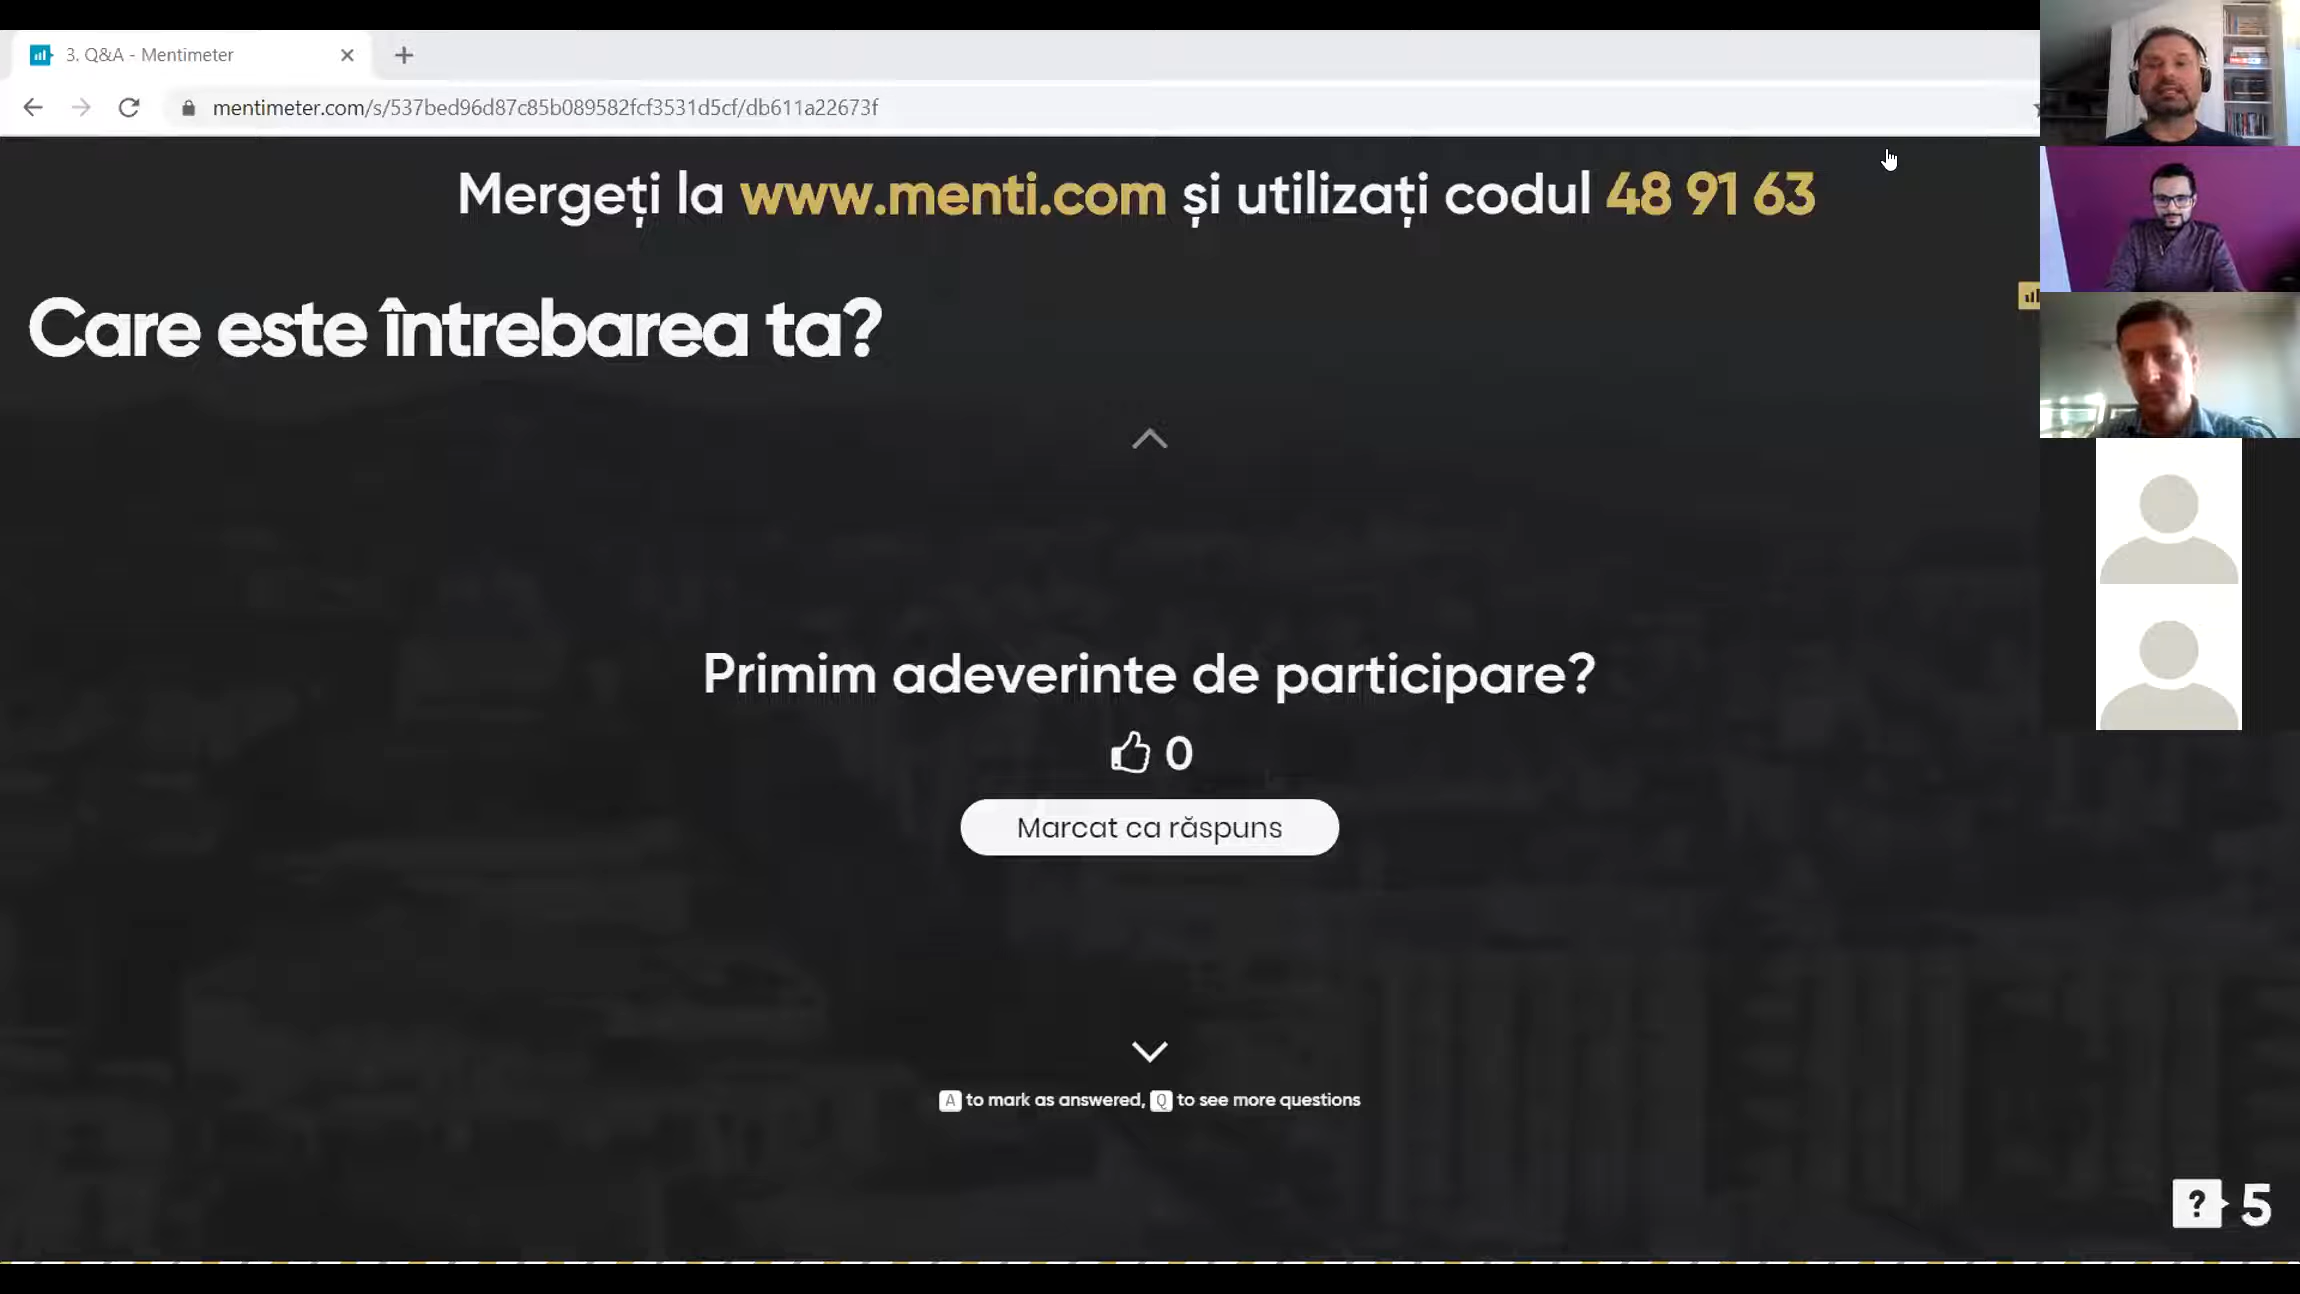 3. Q&A - Mentimeter
mentimeter.com/s/537bed96d87c85b089582fcf3531d5cf/db611a22673f
Mergeți la www.menti.com și utilizați codul 48 91 63
Care este întrebarea ta?
Primim adeverinte de participare?
0
Marcat ca răspuns
A to mark as answered, Q to see more questions
? 5